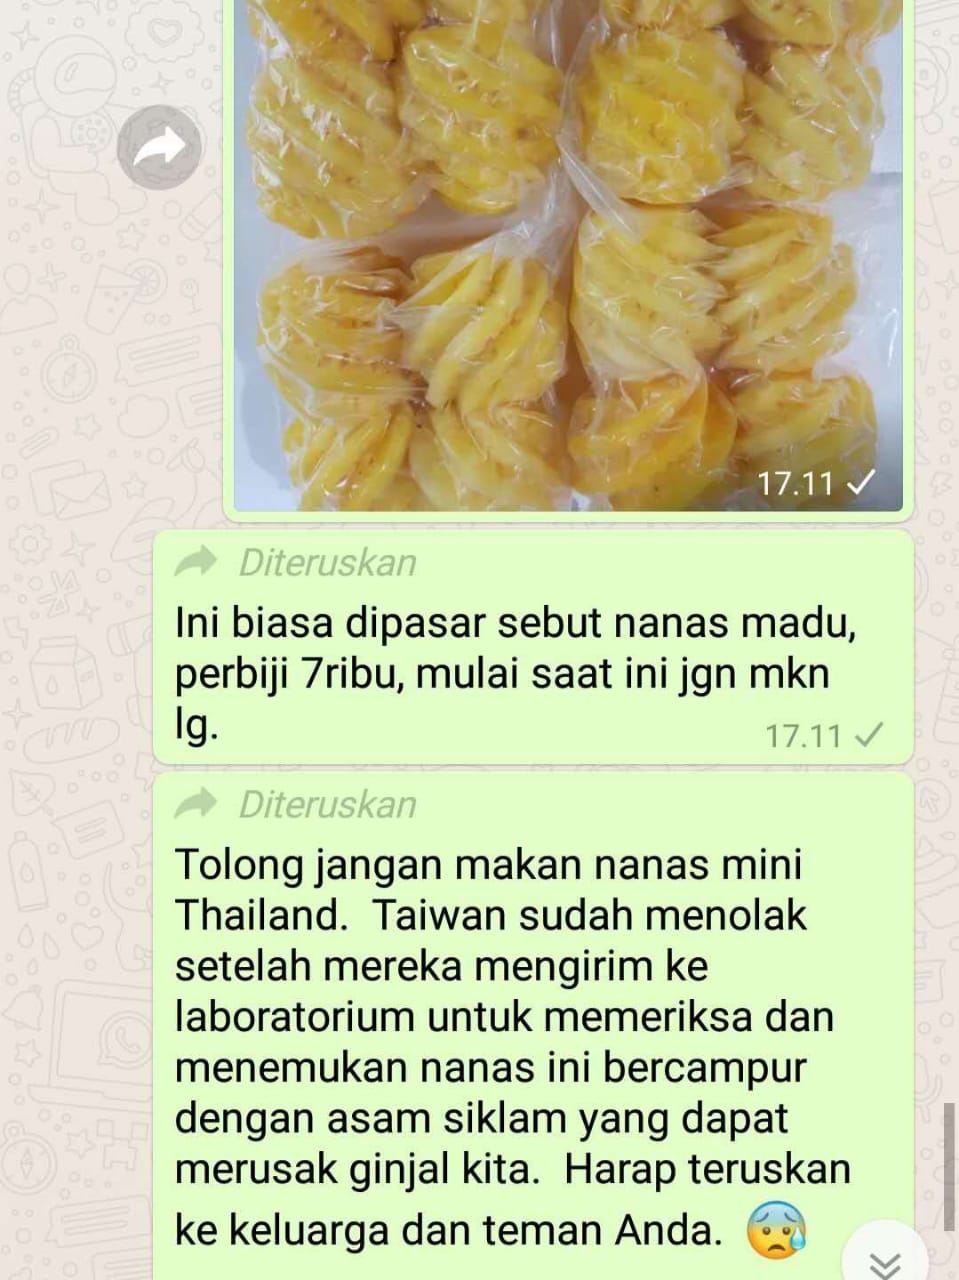 17.11
Diteruskan
Ini biasa dipasar sebut nanas madu,
perbiji 7ribu, mulai saat ini jgn mkn
lg.
17.11
Diteruskan
Tolong jangan makan nanas mini
Thailand.  Taiwan sudah menolak
setelah mereka mengirim ke
laboratorium untuk memeriksa dan
menemukan nanas ini bercampur
dengan asam siklam yang dapat
merusak ginjal kita.  Harap teruskan
ke keluarga dan teman Anda. 😰